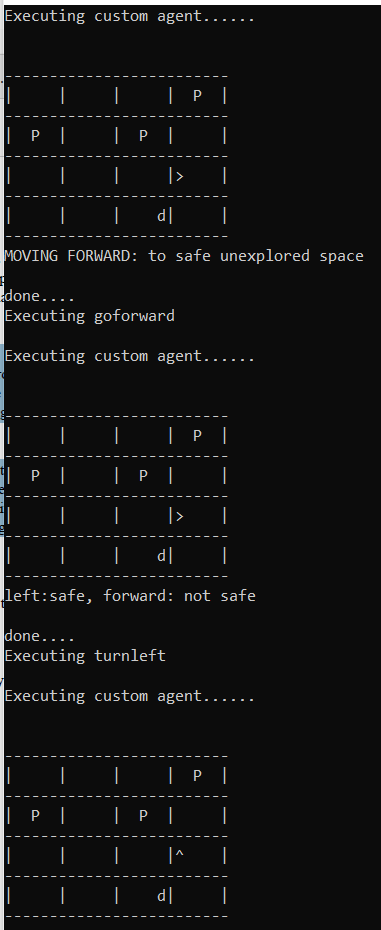 Executing custom agent......
-------------------------
|     |     |     |  P  |
-------------------------
|  P  |     |  P  |     |
-------------------------
|     |     |     |>    |
-------------------------
|     |     |    d|     |
-------------------------
MOVING FORWARD: to safe unexplored space
done....
Executing goforward
Executing custom agent......
-------------------------
|     |     |     |  P  |
-------------------------
|  P  |     |  P  |     |
-------------------------
|     |     |     |>    |
-------------------------
|     |     |    d|     |
-------------------------
left:safe, forward: not safe
done....
Executing turnleft
Executing custom agent......
-------------------------
|     |     |     |  P  |
-------------------------
|  P  |     |  P  |     |
-------------------------
|     |     |     |^    |
-------------------------
|     |     |    d|     |
-------------------------